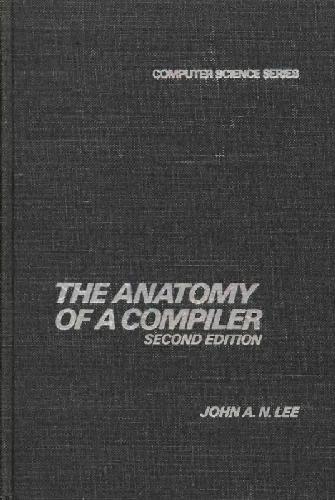 COMPUTER SCIENCE SERIES
THE ANATOMY
OF A COMPILER
SECOND EDITION
JOHN A. N. LEE